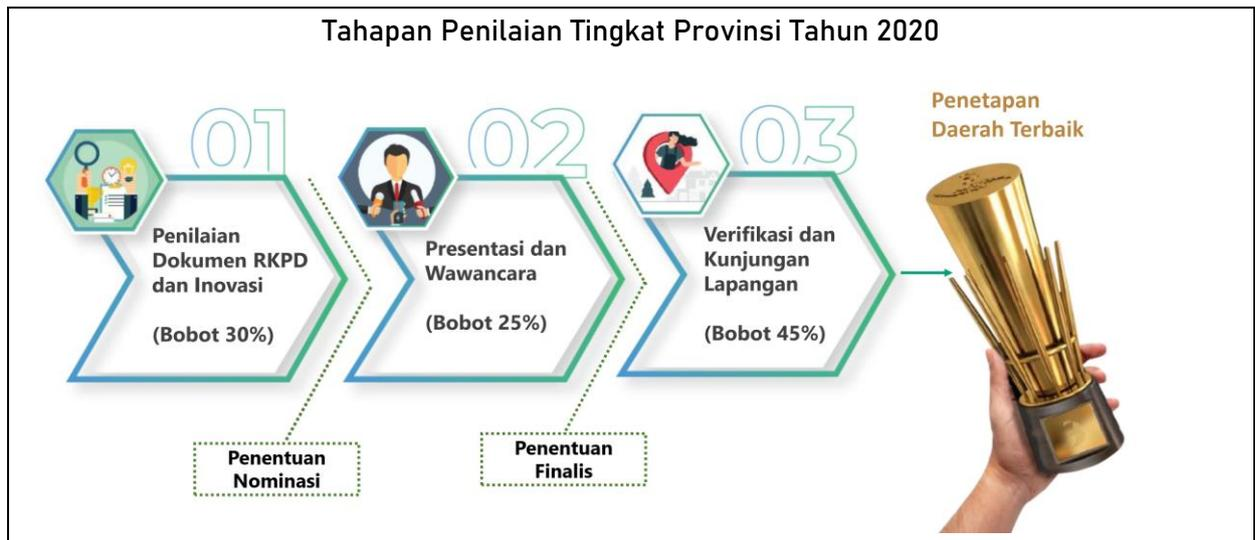 Tahapan Penilaian Tingkat Provinsi Tahun 2020
01
Penilaian
Dokumen RKPD
dan Inovasi
(Bobot 30%)
Penentuan
Nominasi
02
Presentasi dan
Wawancara
(Bobot 25%)
Penentuan
Finalis
03
Verifikasi dan
Kunjungan
Lapangan
(Bobot 45%)
Penetapan
Daerah Terbaik